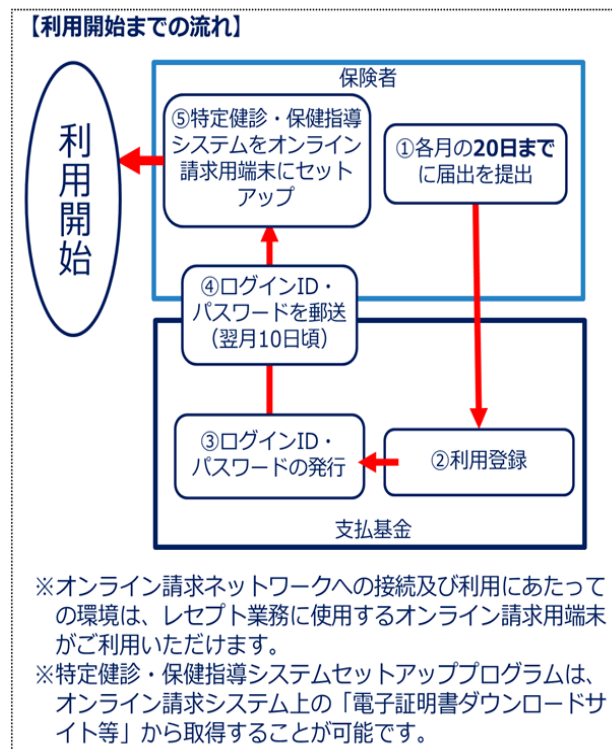 【利用開始までの流れ】
保険者
①各月の20日まで
に届出を提出
②利用登録
③ログインID・
パスワードの発行
④ログインID・
パスワードを郵送
(翌月10日頃)
⑤特定健診・保健指導
システムをオンライン
請求用端末にセット
アップ
利用開始
支払基金
※オンライン請求ネットワークへの接続及び利用にあたって
の環境は、レセプト業務に使用するオンライン請求用端末
がご利用いただけます。
※特定健診・保健指導システムセットアッププログラムは、
オンライン請求システム上の「電子証明書ダウンロードサ
イト等」から取得することが可能です。